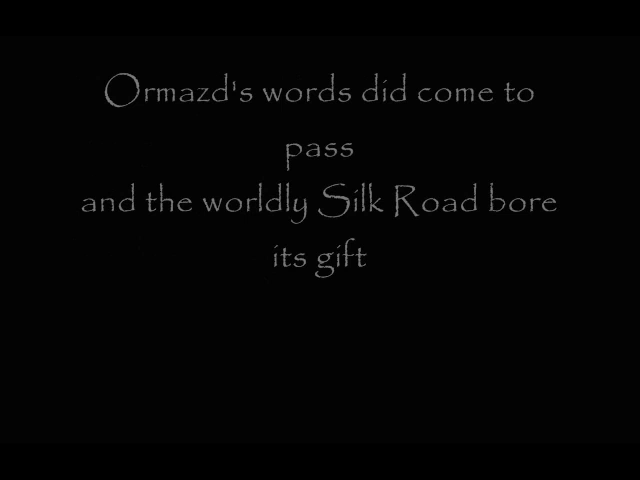 Ormazd's words did come to
pass
and the worldly Silk Road bore
its gift